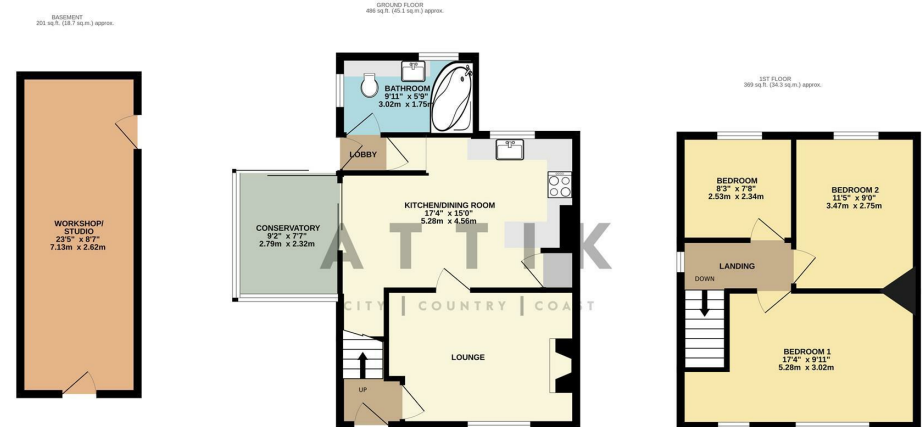 BASEMENT
201 sq.ft. (18.7 sq.m.) approx.
WORKSHOP/
STUDIO
23'5" x 8'7"
7.13m x 2.62m
GROUND FLOOR
486 sq.ft. (45.1 sq.m.) approx.
BATHROOM
9'11" x 5'9"
3.02m x 1.75m
LOBBY
KITCHEN/DINING ROOM
17'4" x 15'0"
5.28m x 4.56m
CONSERVATORY
9'2" x 7'7"
2.79m x 2.32m
ATTIK
CITY | COUNTRY | COAST
LOUNGE
UP
1ST FLOOR
369 sq.ft. (34.3 sq.m.) approx.
BEDROOM
8'3" x 7'8"
2.53m x 2.34m
BEDROOM 2
11'5" x 9'0"
3.47m x 2.75m
LANDING
DOWN
BEDROOM 1
17'4" x 9'11"
5.28m x 3.02m